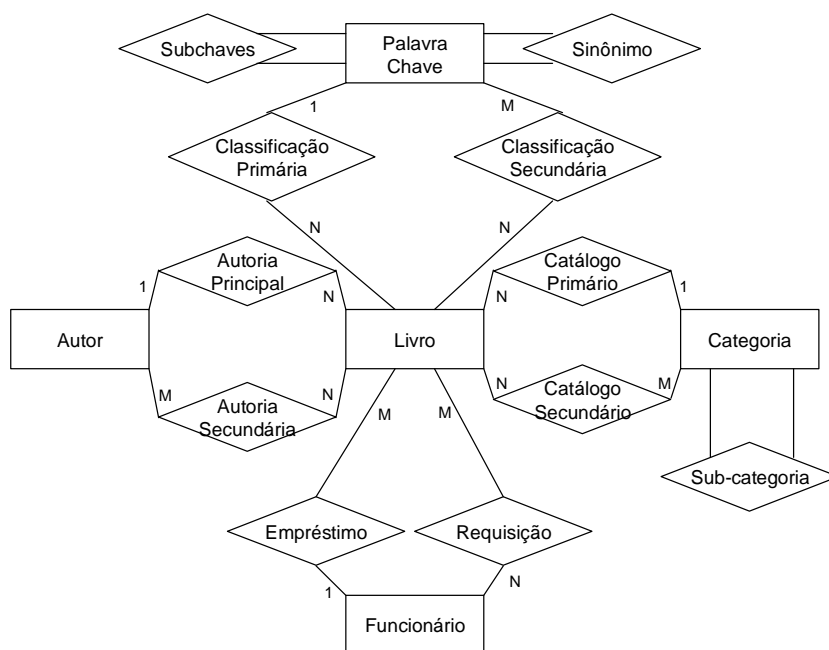 Subchaves
Palavra
Chave
Sinônimo
1
M
Classificação
Primária
Classificação
Secundária
N
N
Autoria
Principal
Catálogo
Primário
1
N
N
1
Autor
Livro
Categoria
M
N
N
M
Autoria
Secundária
Catálogo
Secundário
M
M
Sub-categoria
Empréstimo
Requisição
1
N
Funcionário